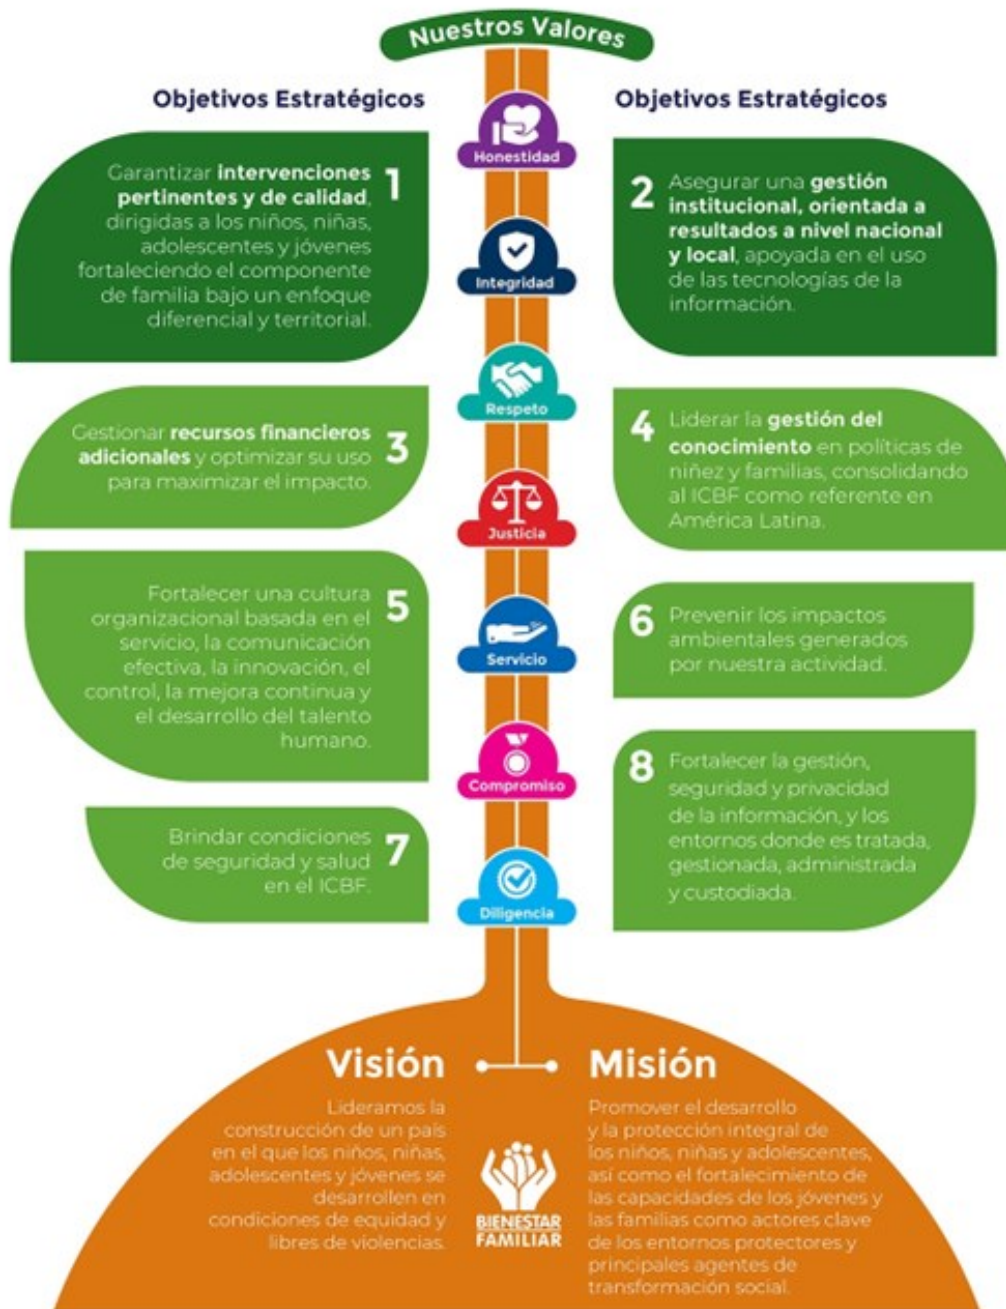 Nuestros Valores
Objetivos Estratégicos
Objetivos Estratégicos
Honestidad
1
Garantizar intervenciones
pertinentes y de calidad,
dirigidas a los niños, niñas,
adolescentes y jóvenes
fortaleciendo el componente
de familia bajo un enfoque
diferencial y territorial.
2
Asegurar una gestión
institucional, orientada a
resultados a nivel nacional
y local, apoyada en el uso
de las tecnologías de la
información.
Integridad
Respeto
3
Gestionar recursos financieros
adicionales y optimizar su uso
para maximizar el impacto.
4
Liderar la gestión del
conocimiento en políticas de
niñez y familias, consolidando
al ICBF como referente en
América Latina.
Justicia
5
Fortalecer una cultura
organizacional basada en el
servicio, la comunicación
efectiva, la innovación, el
control, la mejora continua y
el desarrollo del talento
humano.
6
Prevenir los impactos
ambientales generados
por nuestra actividad.
Servicio
Compromiso
7
Brindar condiciones
de seguridad y salud
en el ICBF.
8
Fortalecer la gestión,
seguridad y privacidad
de la información, y los
entornos donde es tratada,
gestionada, administrada
y custodiada.
Diligencia
Visión
Lideramos la
construcción de un país
en el que los niños, niñas,
adolescentes y jóvenes se
desarrollen en
condiciones de equidad y
libres de violencias.
BIENESTAR
FAMILIAR
Misión
Promover el desarrollo
y la protección integral de
los niños, niñas y adolescentes,
así como el fortalecimiento de
las capacidades de los jóvenes y
las familias como actores clave
de los entornos protectores y
principales agentes de
transformación social.